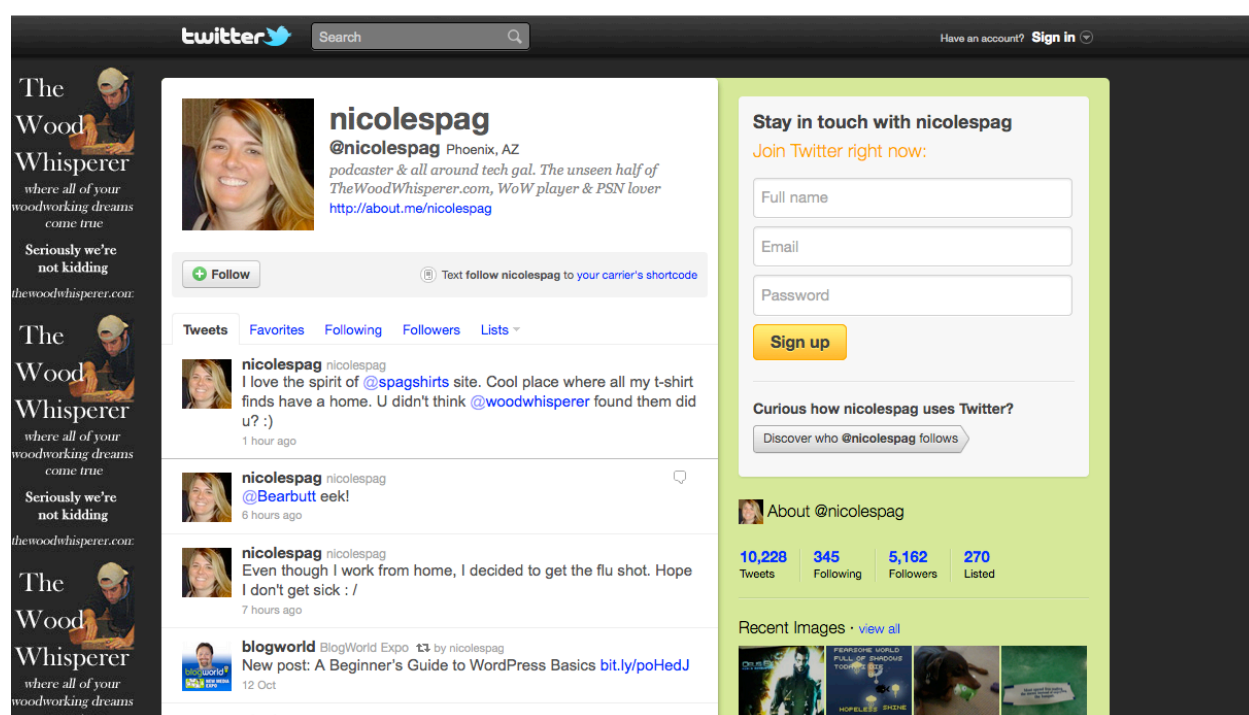 twitter
Search
Have an account? Sign in
The
Wood
Whisperer
where all of your
woodworking dreams
come true
Seriously we're
not kidding
thewoodwhisperer.com
The
Wood
Whisperer
where all of your
woodworking dreams
come true
Seriously we're
not kidding
thewoodwhisperer.com
The
Wood
Whisperer
where all of your
woodworking dreams
nicolespag
@nicolespag Phoenix, AZ
podcaster & all around tech gal. The unseen half of
TheWoodWhisperer.com, WoW player & PSN lover
http://about.me/nicolespag
Follow
Text follow nicolespag to your carrier's shortcode
Tweets Favorites Following Followers Lists
nicolespag nicolespag
I love the spirit of @spagshirts site. Cool place where all my t-shirt
finds have a home. U didn't think @woodwhisperer found them did
u? :)
1 hour ago
nicolespag nicolespag
@Bearbutt eek!
6 hours ago
nicolespag nicolespag
Even though I work from home, I decided to get the flu shot. Hope
I don't get sick : /
7 hours ago
blogworld BlogWorld Expo by nicolespag
New post: A Beginner's Guide to WordPress Basics bit.ly/poHedJ
12 Oct
Stay in touch with nicolespag
Join Twitter right now:
Full name
Email
Password
Sign up
Curious how nicolespag uses Twitter?
Discover who @nicolespag follows
About @nicolespag
10,228 345 5,162 270
Tweets Following Followers Listed
Recent Images · view all
FEARSOME WORLD
FULL OF SHADOWS
HOPELESS SHINE